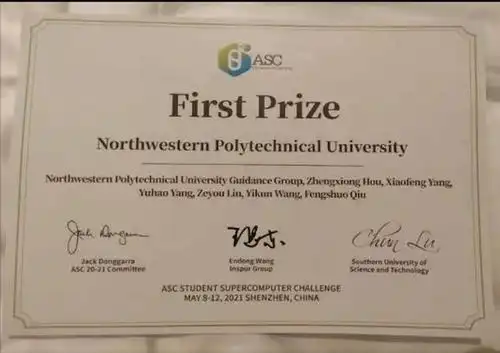 ASC
First Prize
Northwestern Polytechnical University
Northwestern Polytechnical University Guidance Group, Zhengxiong Hou, Xiaofeng Yang,
Yuhao Yang, Zeyou Liu, Yikun Wang, Fengshuo Qiu
Jack Dongarra
Chun Lu
Jack Donggarra
ASC 20-21 Committee
Endong Wang
Inspur Group
Southern University of
Science and Technology
ASC STUDENT SUPERCOMPUTER CHALLENGE
MAY 8-12, 2021 SHENZHEN, CHINA